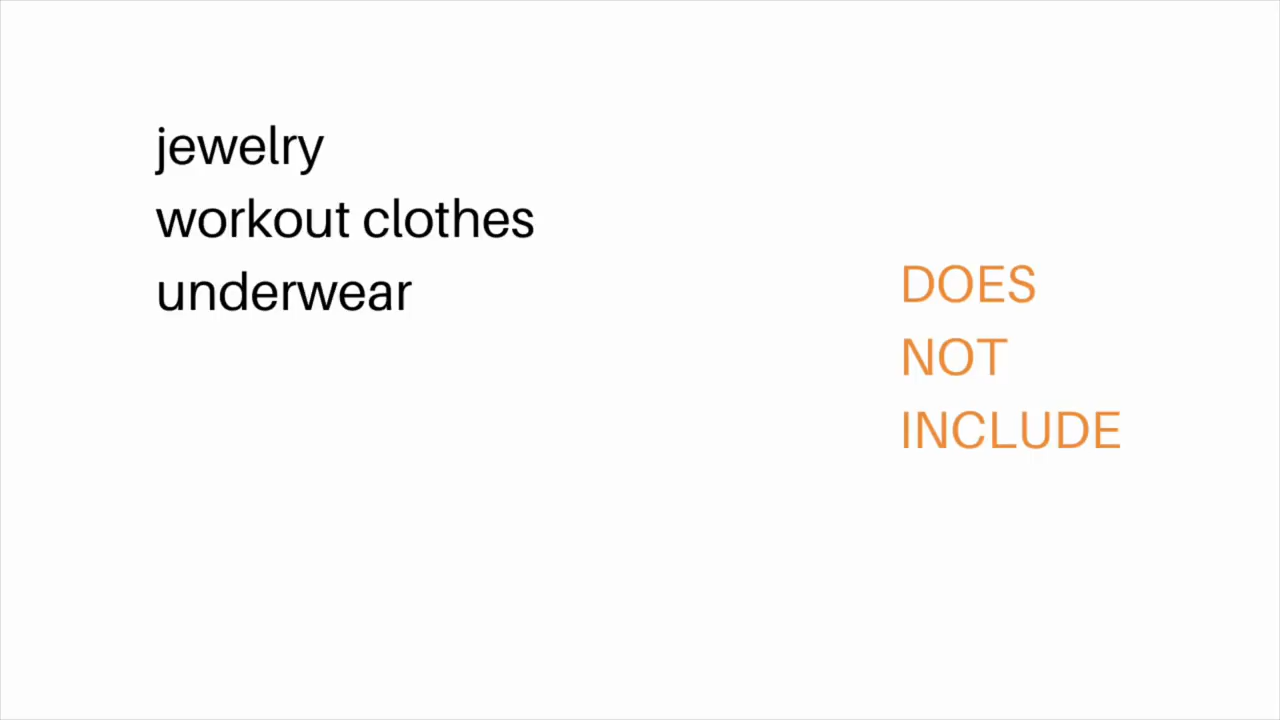 jewelry
workout clothes
underwear
DOES
NOT
INCLUDE